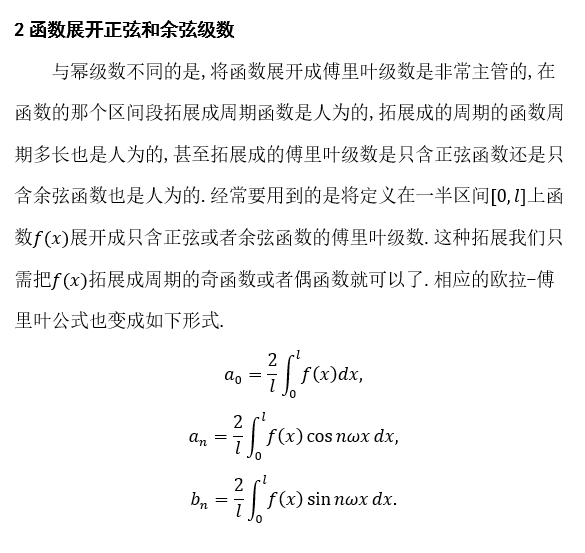 2 函数展开正弦和余弦级数
与幂级数不同的是, 将函数展开成傅里叶级数是非常主管的, 在
函数的那个区间段拓展成周期函数是人为的, 拓展成的周期的函数周
期多长也是人为的, 甚至拓展成的傅里叶级数是只含正弦函数还是只
含余弦函数也是人为的. 经常要用到的是将定义在一半区间[0, l]上函
数f(x)展开成只含正弦或者余弦函数的傅里叶级数. 这种拓展我们只
需把f(x)拓展成周期的奇函数或者偶函数就可以了. 相应的欧拉–傅
里叶公式也变成如下形式.
a₀ = 2/l ∫₀ˡ f(x)dx,
aₙ = 2/l ∫₀ˡ f(x) cos nωx dx,
bₙ = 2/l ∫₀ˡ f(x) sin nωx dx.